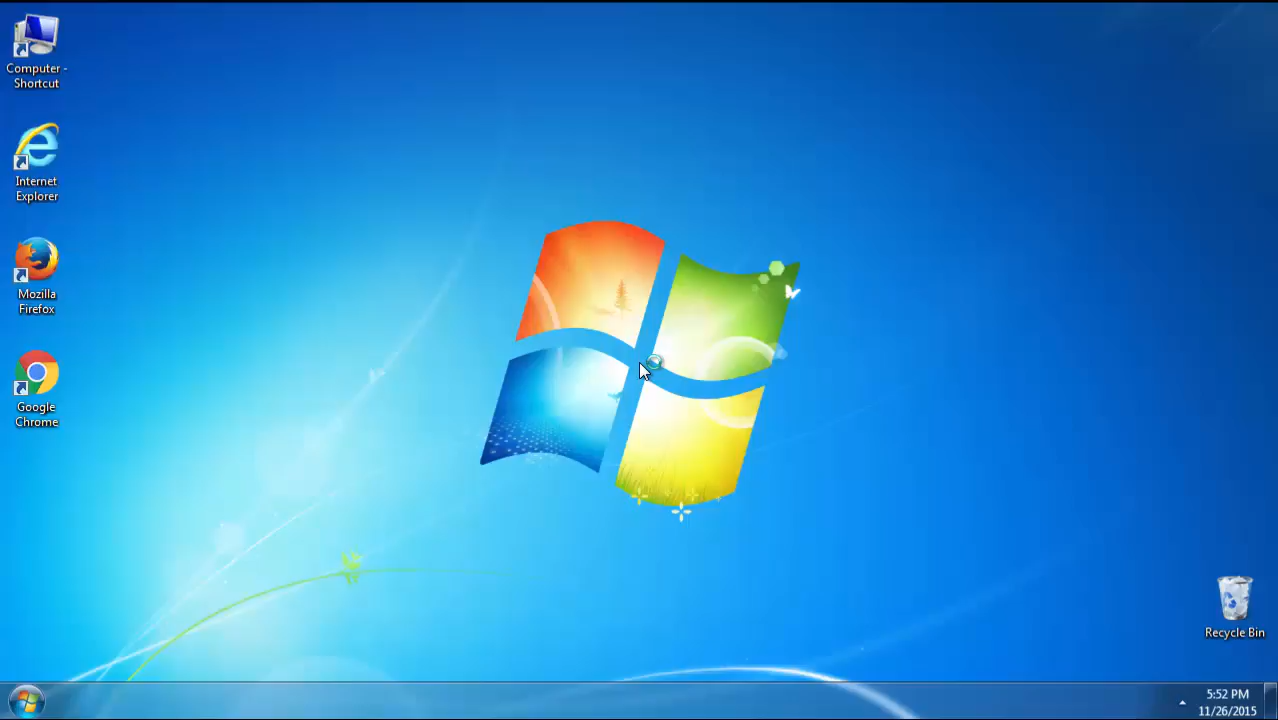 Computer -
Shortcut
Internet
Explorer
Mozilla
Firefox
Google
Chrome
Recycle Bin
5:52 PM
11/26/2015